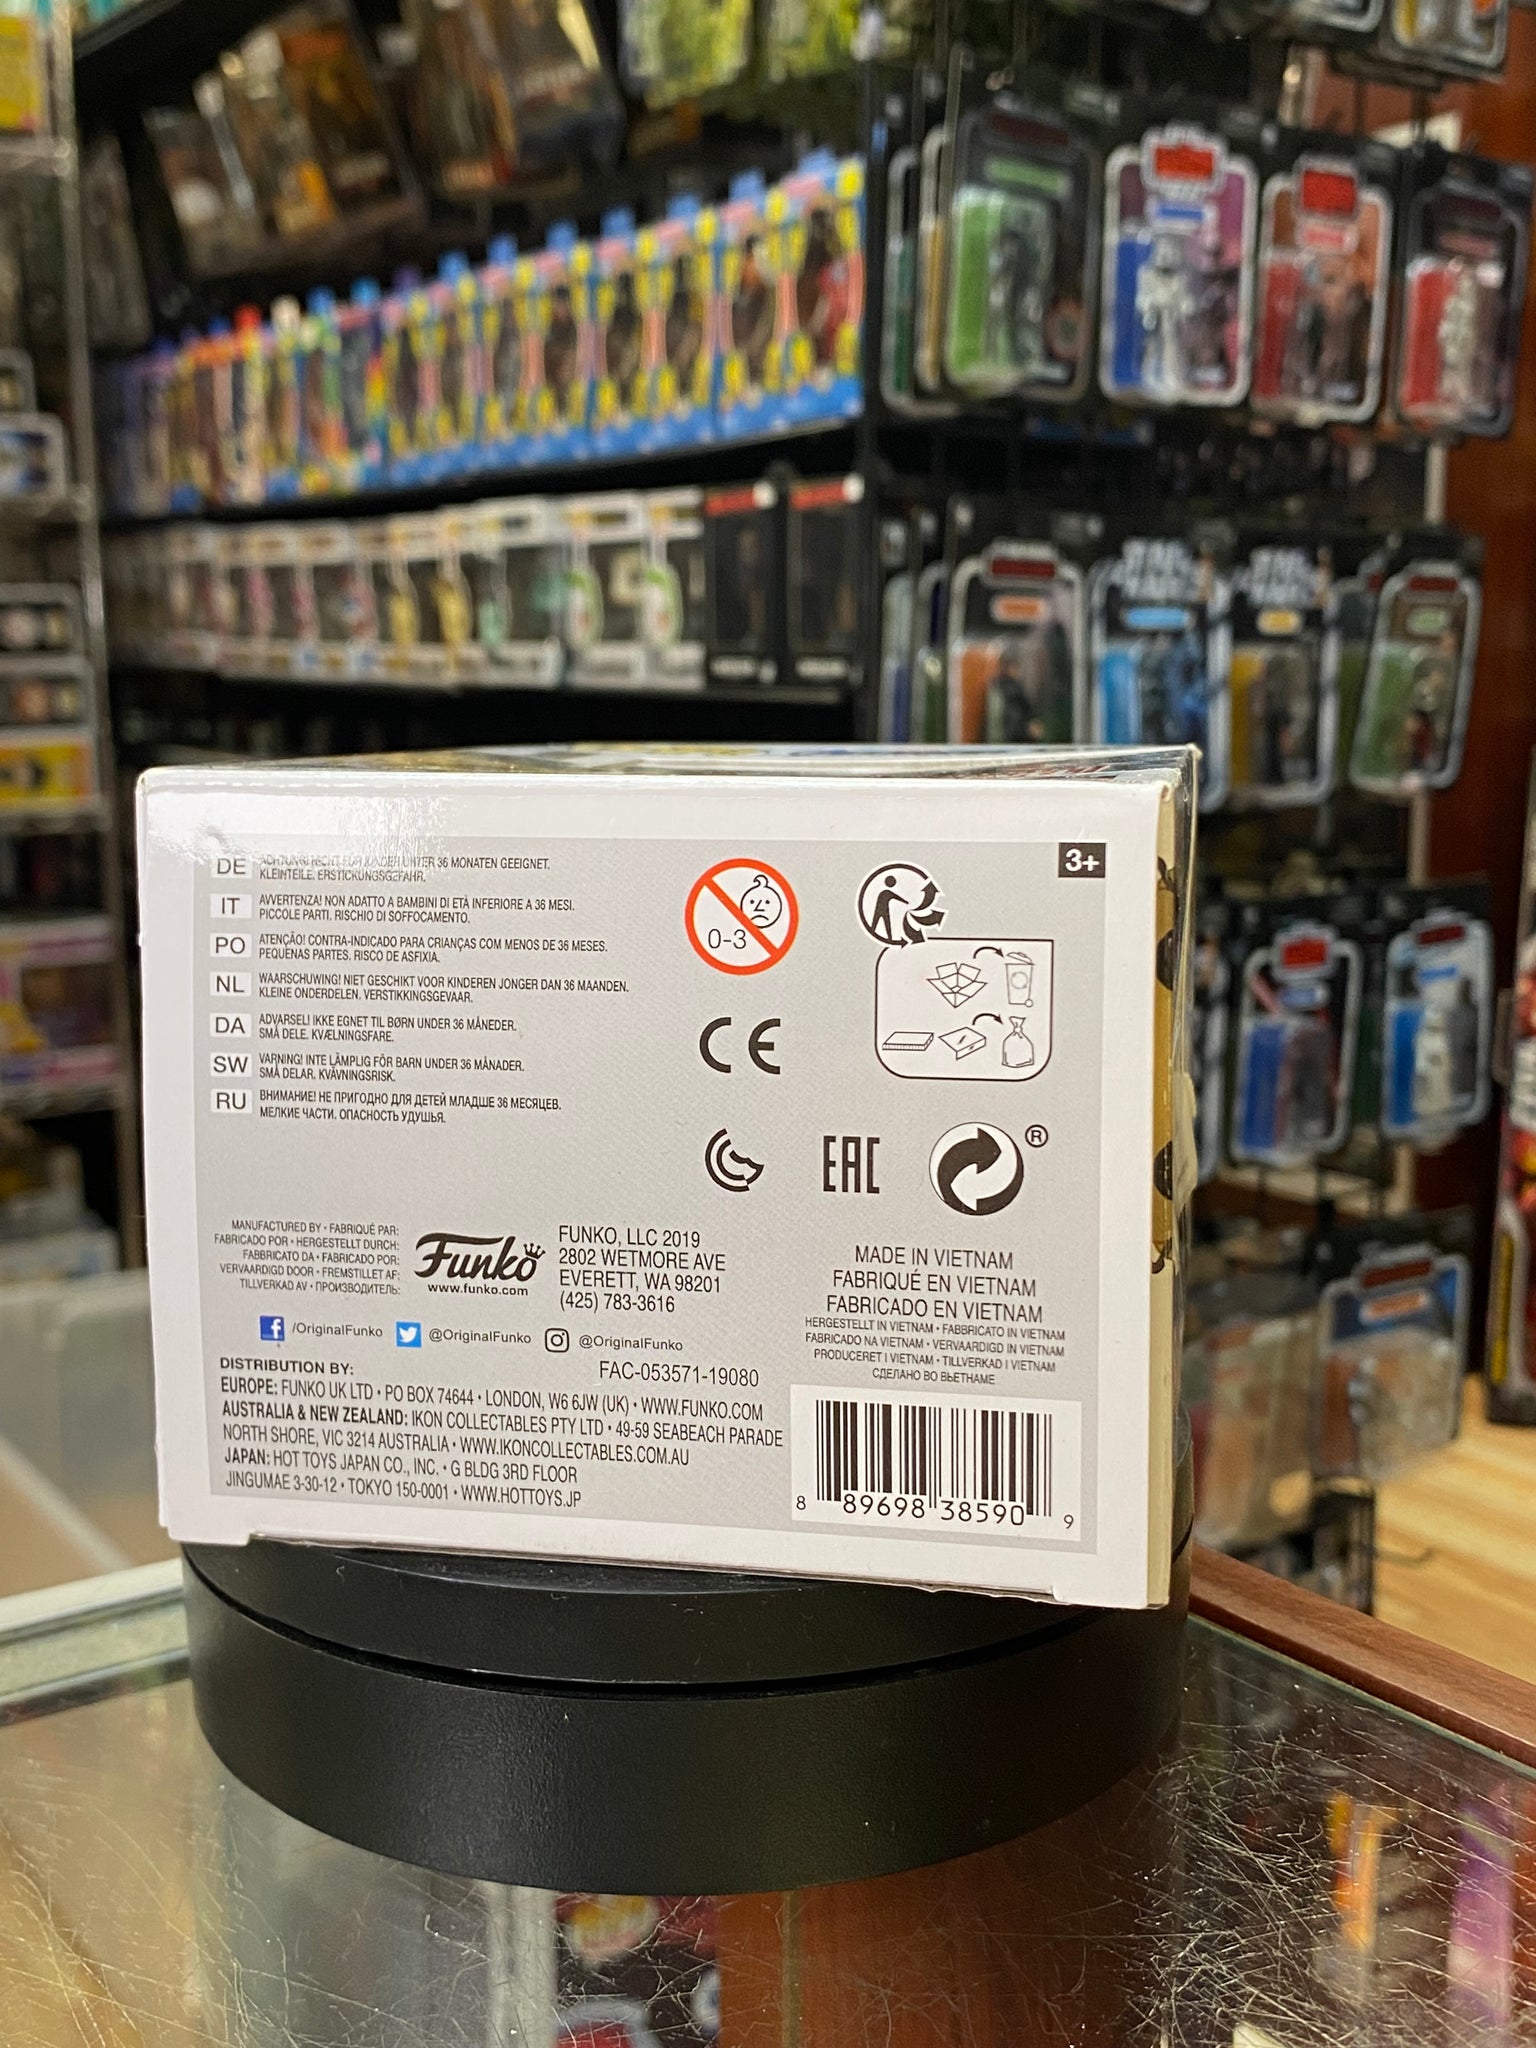 DE ACHTUNG! NICHT FÜR KINDER UNTER 36 MONATEN GEEIGNET.
KLEINTEILE. ERSTICKUNGSGEFAHR.
IT AVVERTENZA! NON ADATTO A BAMBINI DI ETÀ INFERIORE A 36 MESI.
PICCOLE PARTI. RISCHIO DI SOFFOCAMENTO.
PO ATENÇÃO! CONTRA-INDICADO PARA CRIANÇAS COM MENOS DE 36 MESES.
PEQUENAS PARTES. RISCO DE ASFIXIA.
NL WAARSCHUWING! NIET GESCHIKT VOOR KINDEREN JONGER DAN 36 MAANDEN.
KLEINE ONDERDELEN. VERSTIKKINGSGEVAAR.
DA ADVARSEL! IKKE EGNET TIL BØRN UNDER 36 MÅNEDER.
SMÅ DELE. KVÆLNINGSFARE.
SW VARNING! INTE LÄMPLIG FÖR BARN UNDER 36 MÅNADER.
SMÅ DELAR. KVÄVNINGSRISK.
RU ВНИМАНИЕ! НЕ ПРИГОДНО ДЛЯ ДЕТЕЙ МЛАДШЕ 36 МЕСЯЦЕВ.
МЕЛКИЕ ЧАСТИ. ОПАСНОСТЬ УДУШЬЯ.
0-3
3+
CE
EAC
®
MANUFACTURED BY • FABRIQUÉ PAR:
FABRICADO POR • HERGESTELLT DURCH:
FABBRICATO DA • FABRICADO POR:
VERVAARDIGD DOOR • FREMSTILLET AF:
TILLVERKAD AV • ПРОИЗВОДИТЕЛЬ:
Funko
www.funko.com
FUNKO, LLC 2019
2802 WETMORE AVE
EVERETT, WA 98201
(425) 783-3616
/OriginalFunko @OriginalFunko @OriginalFunko
FAC-053571-19080
DISTRIBUTION BY:
EUROPE: FUNKO UK LTD • PO BOX 74644 • LONDON, W6 6JW (UK) • WWW.FUNKO.COM
AUSTRALIA & NEW ZEALAND: IKON COLLECTABLES PTY LTD • 49-59 SEABEACH PARADE
NORTH SHORE, VIC 3214 AUSTRALIA • WWW.IKONCOLLECTABLES.COM.AU
JAPAN: HOT TOYS JAPAN CO., INC. • G BLDG 3RD FLOOR
JINGUMAE 3-30-12 • TOKYO 150-0001 • WWW.HOTTOYS.JP
MADE IN VIETNAM
FABRIQUÉ EN VIETNAM
FABRICADO EN VIETNAM
HERGESTELLT IN VIETNAM • FABBRICATO IN VIETNAM
FABRICADO NA VIETNAM • VERVAARDIGD IN VIETNAM
PRODUCERET I VIETNAM • TILLVERKAD I VIETNAM
СДЕЛАНО ВО ВЬЕТНАМЕ
8 89698 38590 9